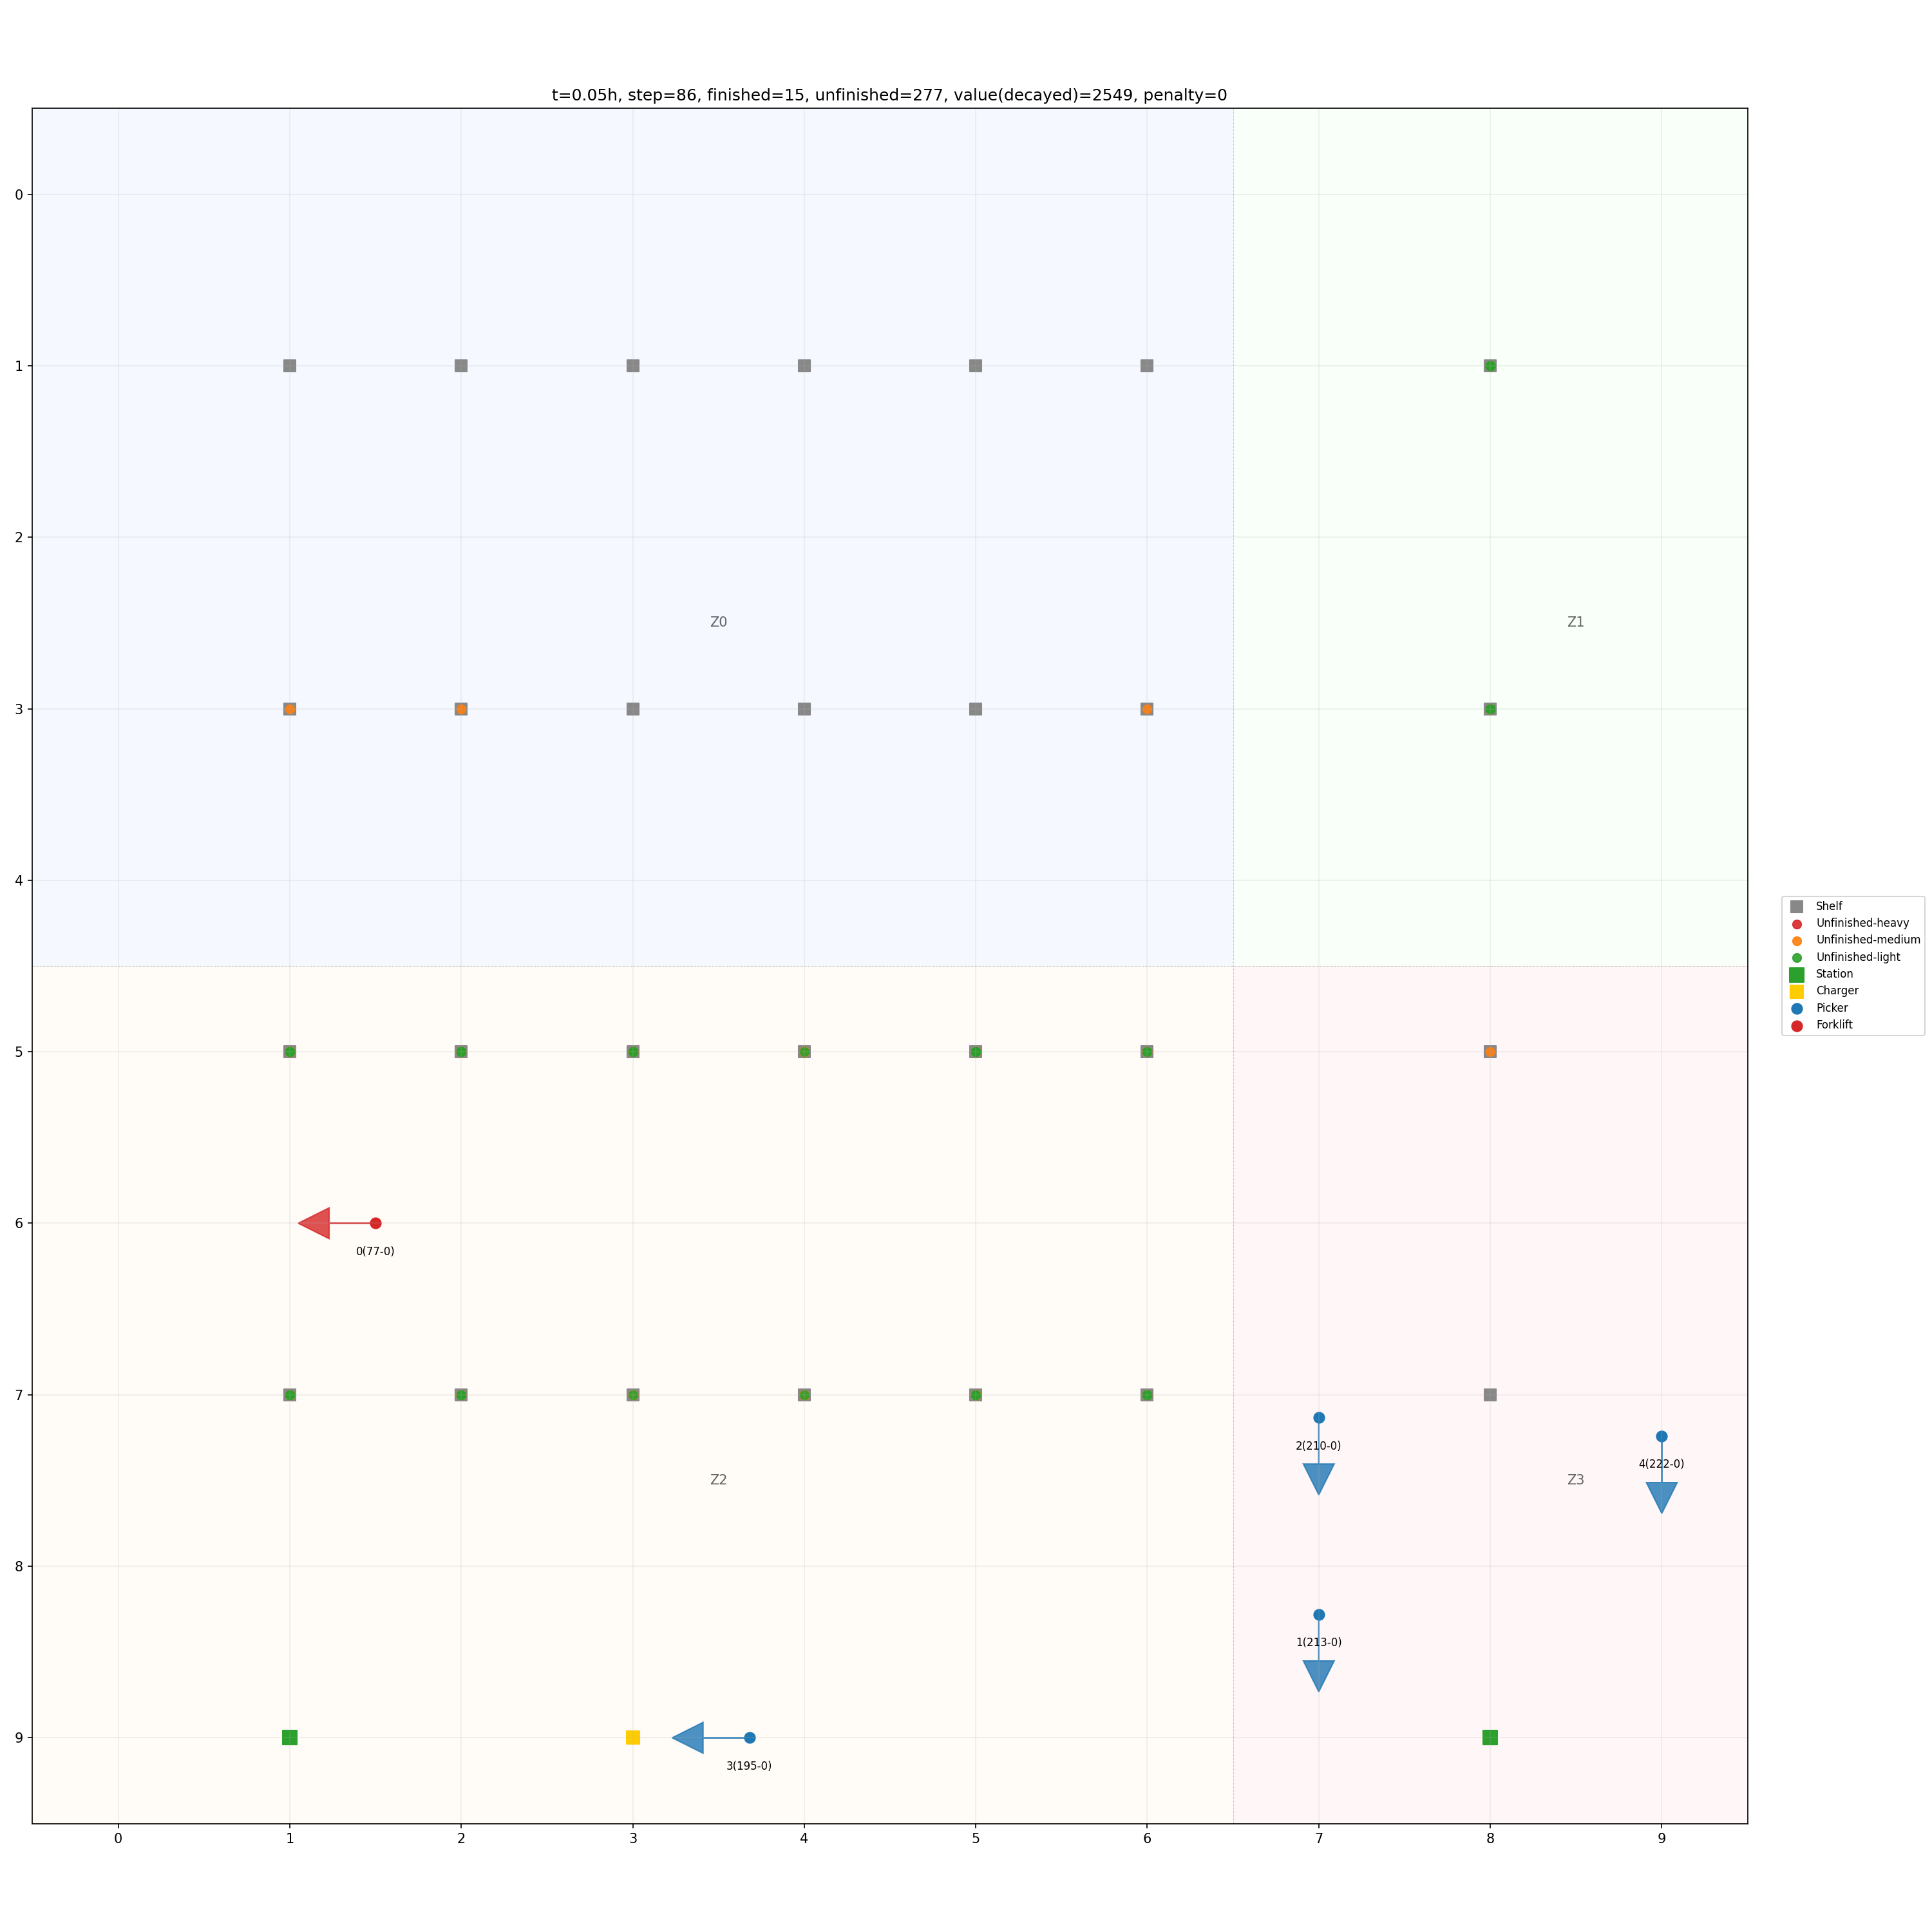 t=0.05h, step=86, finished=15, unfinished=277, value(decayed)=2549, penalty=0
0
1
2
Z0
Z1
3
4
Shelf
Unfinished-heavy
Unfinished-medium
Unfinished-light
Station
Charger
Picker
Forklift
5
6
0(77-0)
7
2(210-0)
4(222-0)
Z2
Z3
8
1(213-0)
9
3(195-0)
0 1 2 3 4 5 6 7 8 9